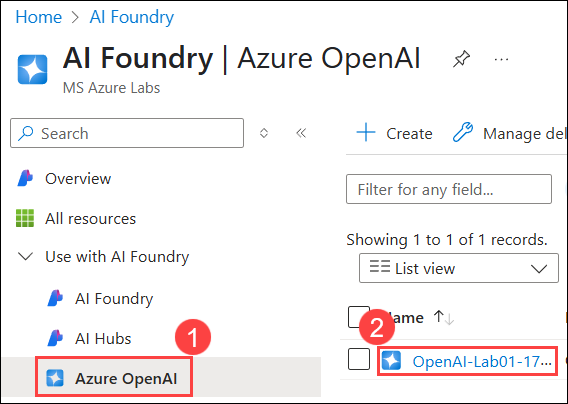 Home > AI Foundry >
AI Foundry | Azure OpenAI ...
MS Azure Labs
Search
Overview
All resources
Use with AI Foundry
AI Foundry
AI Hubs
1
Azure OpenAI
+ Create
Manage del
Filter for any field...
Showing 1 to 1 of 1 records.
List view
2
Name ↑↓
OpenAI-Lab01-17...